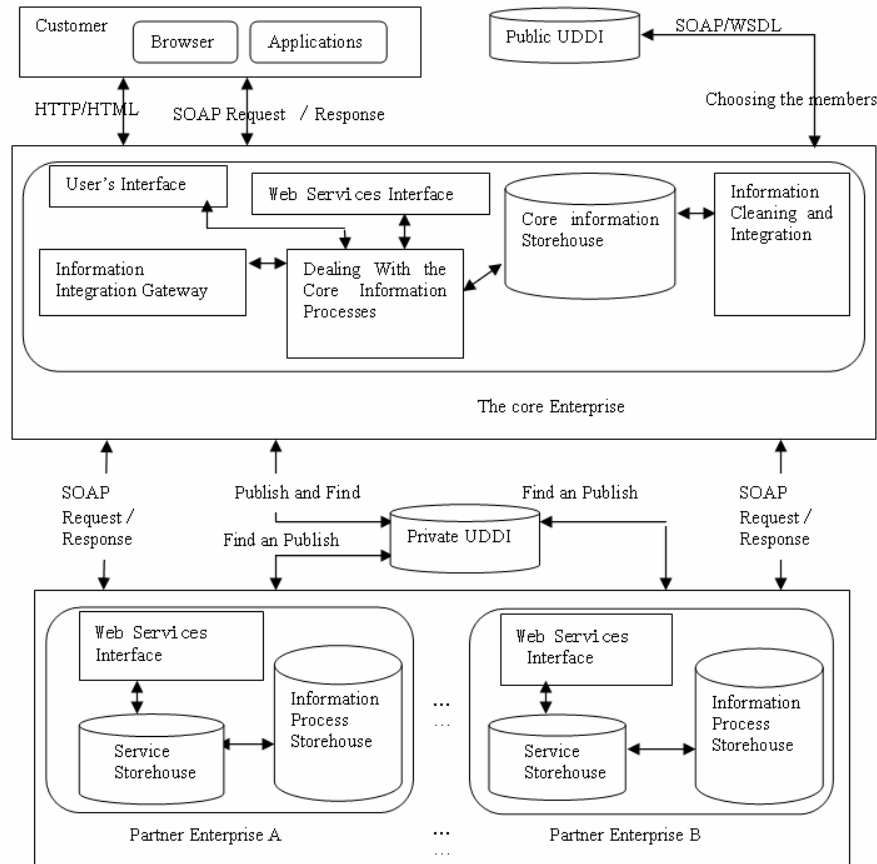 Customer
Browser
Applications
Public UDDI
SOAP/WSDL
HTTP/HTML
SOAP Request / Response
Choosing the members
User's Interface
Web Services Interface
Core information
Storehouse
Information
Cleaning and
Integration
Information
Integration Gateway
Dealing With the
Core Information
Processes
The core Enterprise
SOAP
Request /
Response
Publish and Find
Find an Publish
Private UDDI
Find an Publish
SOAP
Request /
Response
Web Services
Interface
Information
Process
Storehouse
Service
Storehouse
Partner Enterprise A
...
...
...
...
Web Services
Interface
Information
Process
Storehouse
Service
Storehouse
Partner Enterprise B